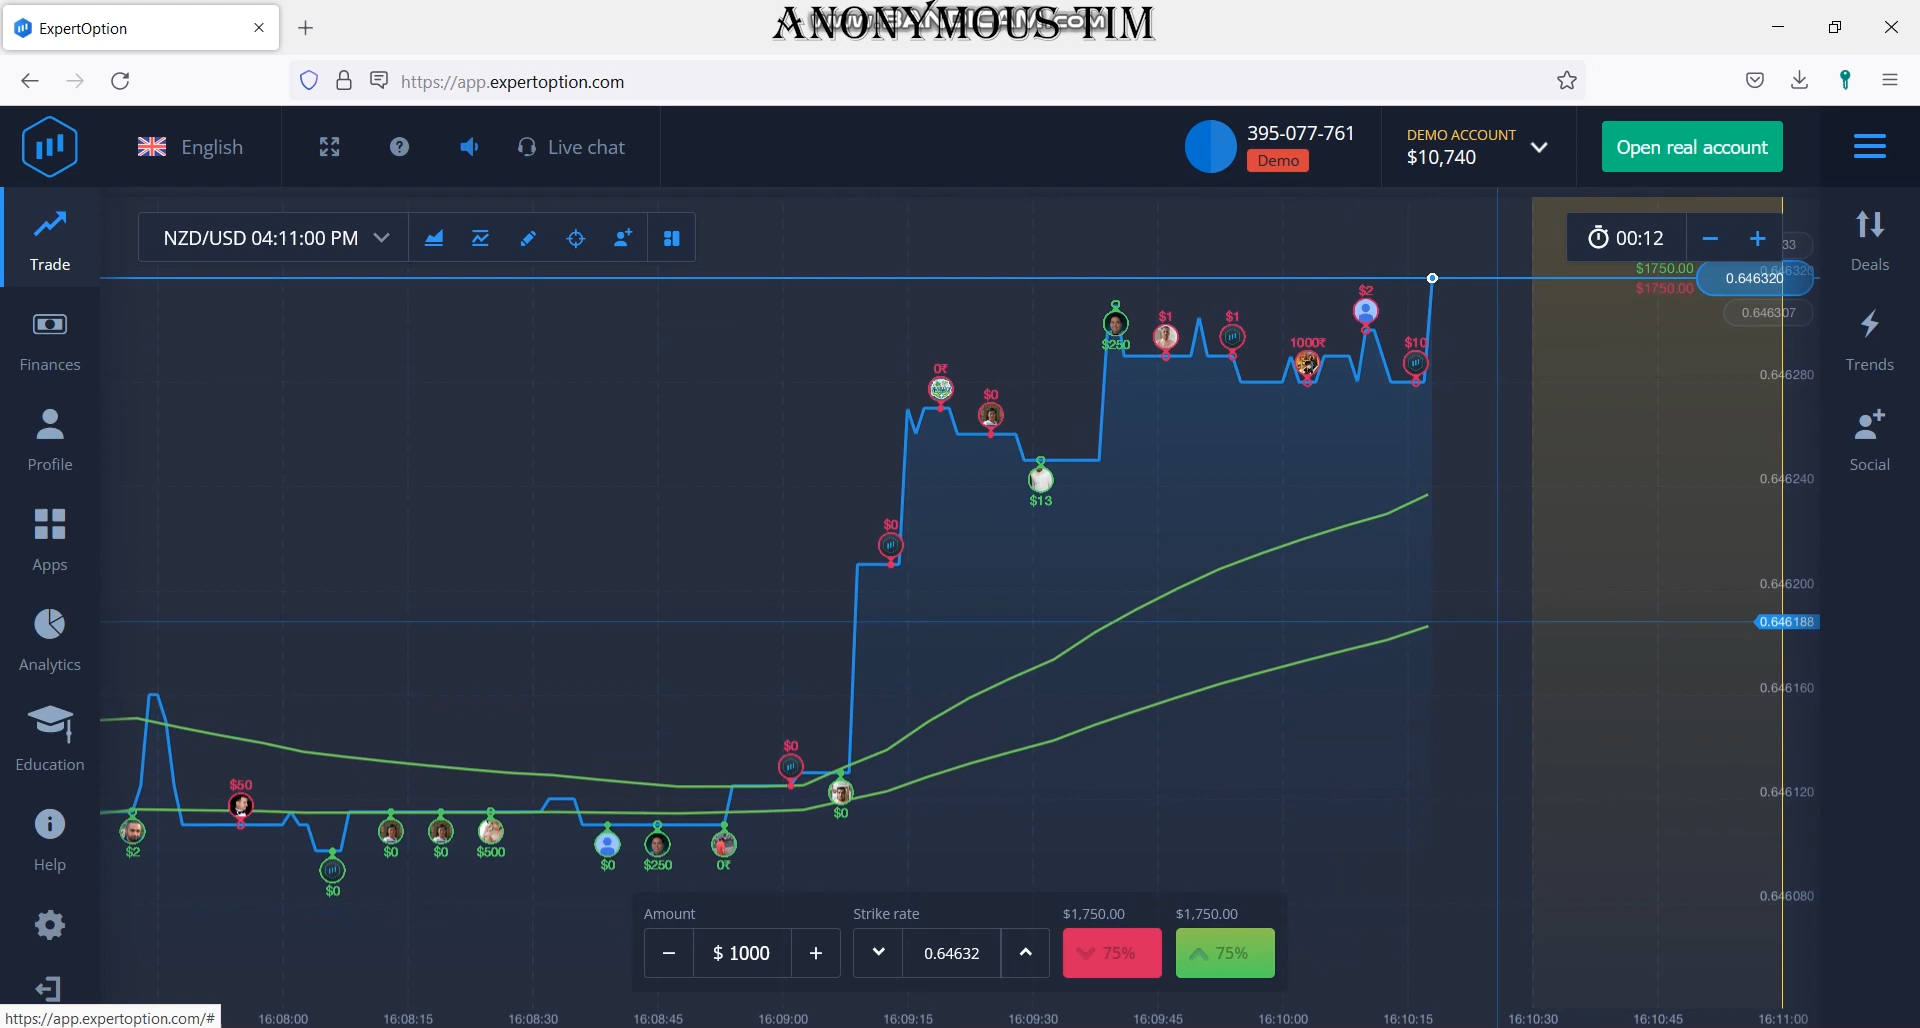 ExpertOption
ANONYMOUS TIM
https://app.expertoption.com
English
Live chat
395-077-761
Demo
DEMO ACCOUNT
$10,740
Open real account
Trade
Finances
Profile
Apps
Analytics
Education
Help
NZD/USD 04:11:00 PM
00:12
33
$1750.00
$1750.00
0.646320
0.646307
0.646280
0.646240
0.646200
0.646188
0.646160
0.646120
0.646080
Deals
Trends
Social
$2
$50
$0
$0
$0
$500
$0
$250
0₹
$0
$0
$0
0₹
$0
$13
$250
$1
$1
1000₹
$2
$10
Amount
Strike rate
$1,750.00
$1,750.00
$ 1000
0.64632
75%
75%
https://app.expertoption.com/#
16:08:00
16:08:15
16:08:30
16:08:45
16:09:00
16:09:15
16:09:30
16:09:45
16:10:00
16:10:15
16:10:30
16:10:45
16:11:00